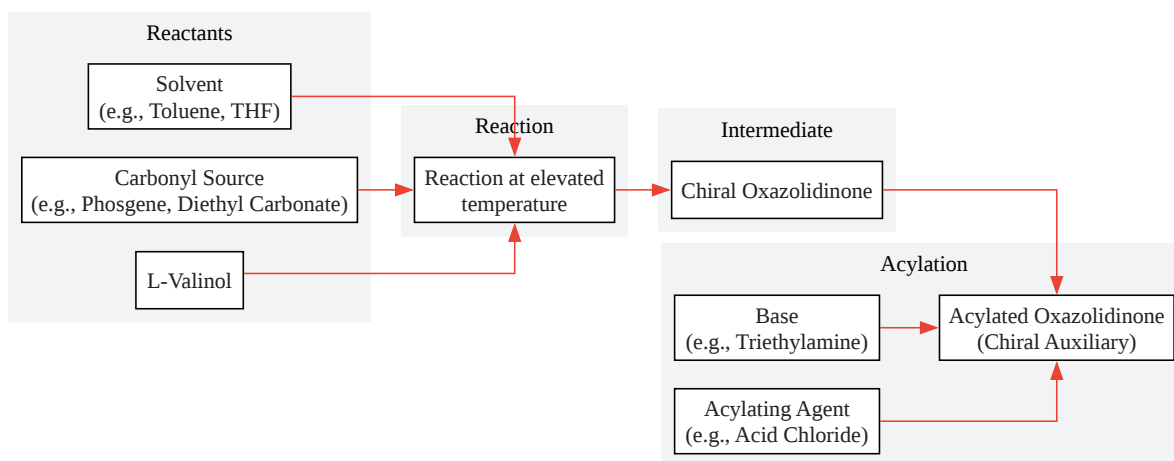 Reactants
Solvent
(e.g., Toluene, THF)
Carbonyl Source
(e.g., Phosgene, Diethyl Carbonate)
L-Valinol
Reaction
Reaction at elevated
temperature
Intermediate
Chiral Oxazolidinone
Acylation
Base
(e.g., Triethylamine)
Acylated Oxazolidinone
(Chiral Auxiliary)
Acylating Agent
(e.g., Acid Chloride)